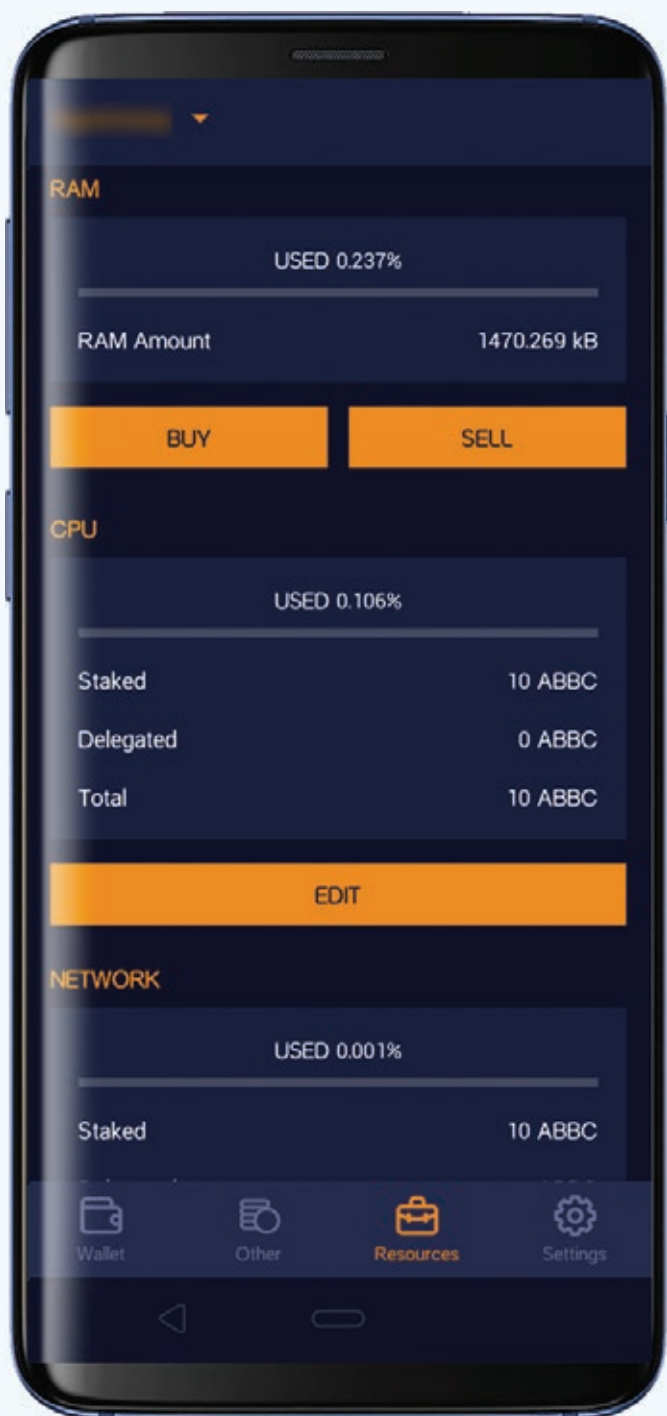 RAM
USED 0.237%
RAM Amount 1470.269 kB
BUY SELL
CPU
USED 0.106%
Staked 10 ABBC
Delegated 0 ABBC
Total 10 ABBC
EDIT
NETWORK
USED 0.001%
Staked 10 ABBC
Wallet Other Resources Settings